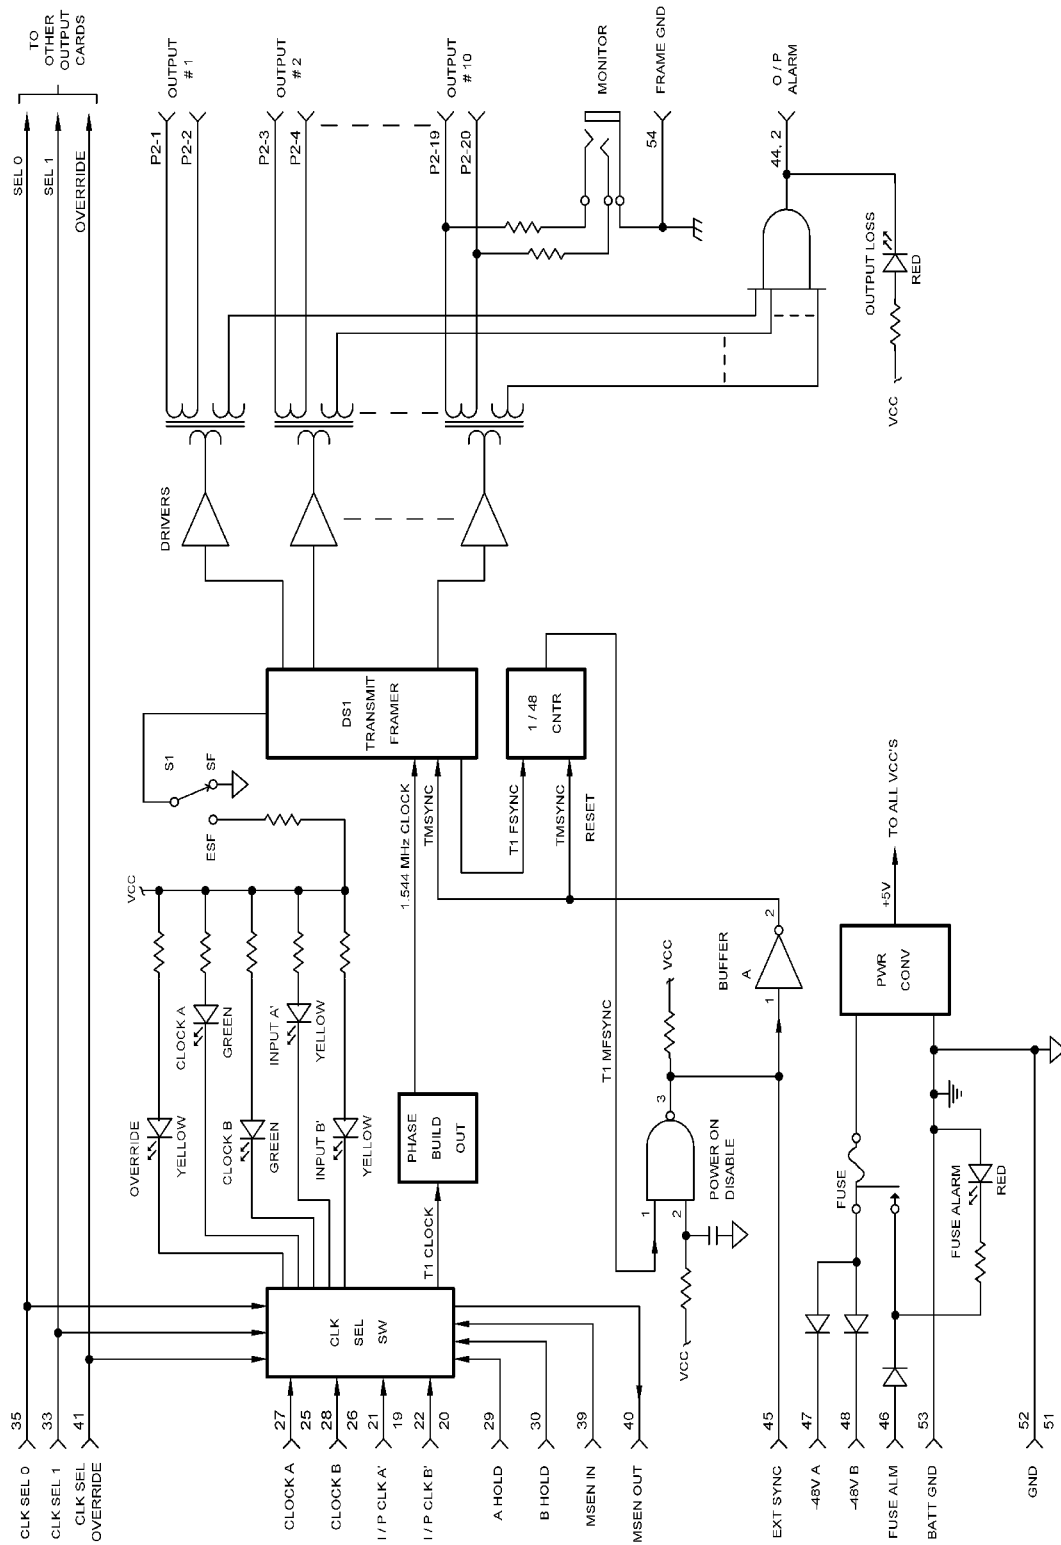 CLK SEL 0
35
CLK SEL 1
33
CLK SEL
OVERRIDE
41
CLOCK A
27
25
CLOCK B
28
26
I / P CLK A'
21
19
I / P CLK B'
22
20
A HOLD
29
B HOLD
30
MSEN IN
39
MSEN OUT
40
EXT SYNC
45
-48V A
47
-48V B
48
FUSE ALM
46
BATT GND
53
GND
52
51
CLK
SEL
SW
T1 CLOCK
PHASE
BUILD
OUT
OVERRIDE
YELLOW
CLOCK A
GREEN
CLOCK B
GREEN
INPUT A'
YELLOW
INPUT B'
YELLOW
VCC
ESF
SF
S1
1.544 MHz CLOCK
TMSYNC
T1 FSYNC
TMSYNC
RESET
T1 MFSYNC
VCC
1
2
3
POWER ON
DISABLE
VCC
BUFFER
A
1
2
FUSE
FUSE ALARM
RED
PWR
CONV
+5V
TO ALL VCC'S
DS1
TRANSMIT
FRAMER
1 / 48
CNTR
DRIVERS
SEL 0
SEL 1
OVERRIDE
TO
OTHER
OUTPUT
CARDS
P2-1
P2-2
OUTPUT
# 1
P2-3
P2-4
OUTPUT
# 2
P2-19
P2-20
OUTPUT
# 10
MONITOR
54
FRAME GND
44, 2
O / P
ALARM
OUTPUT LOSS
RED
VCC